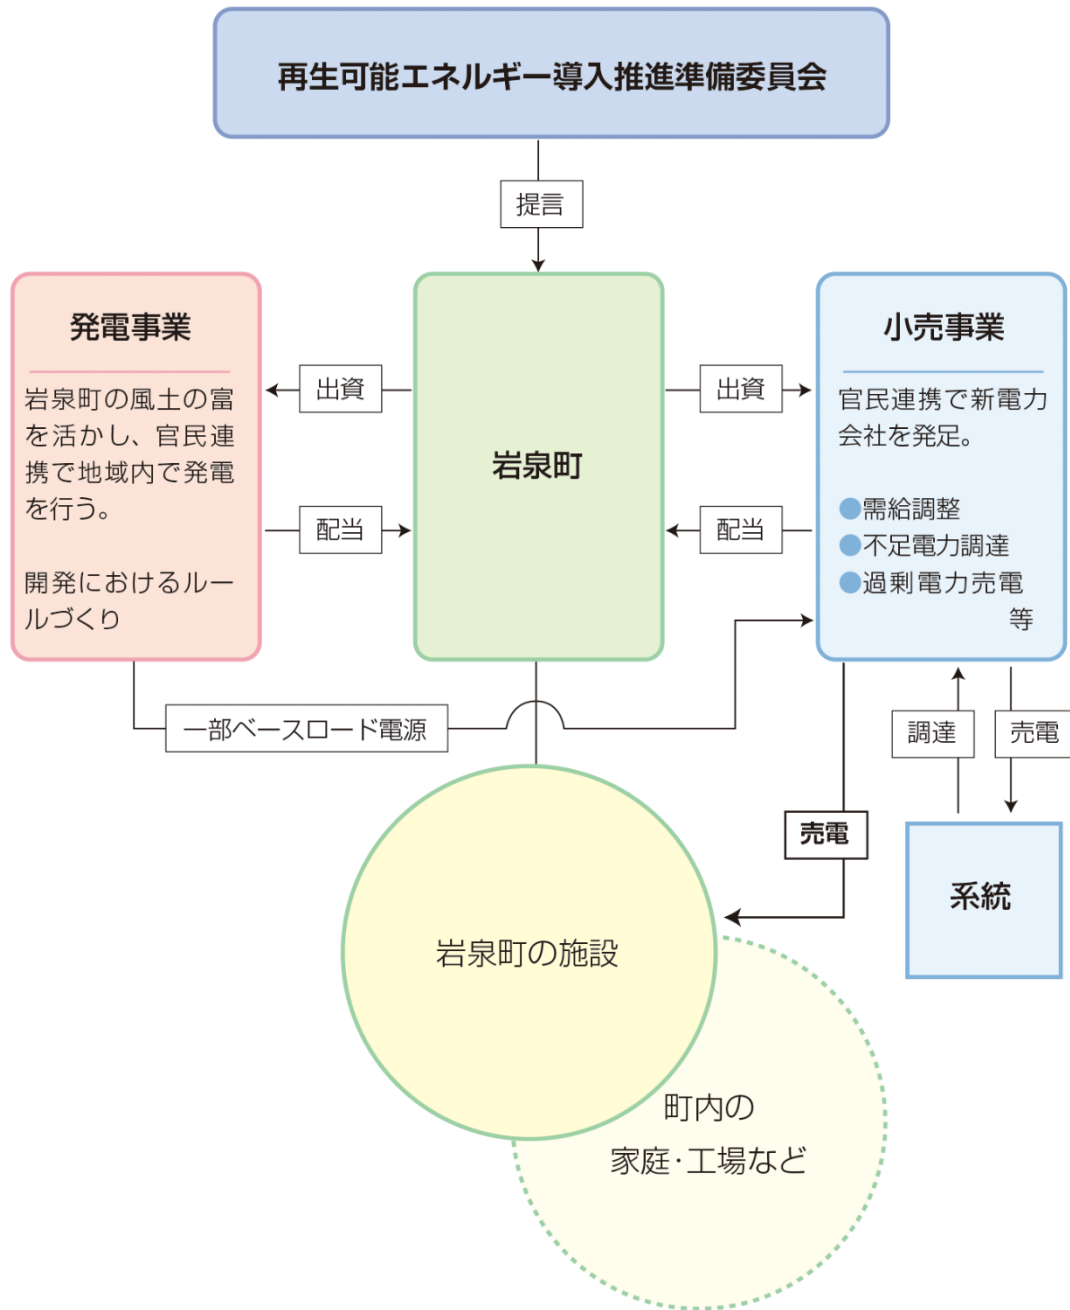 再生可能エネルギー導入推進準備委員会
提言
発電事業
岩泉町の風土の富
を活かし、官民連
携で地域内で発電
を行う。
開発におけるルー
ルづくり
出資
配当
岩泉町
出資
配当
小売事業
官民連携で新電力
会社を発足。
●需給調整
●不足電力調達
●過剰電力売電
等
一部ベースロード電源
調達
売電
売電
系統
岩泉町の施設
町内の
家庭・工場など